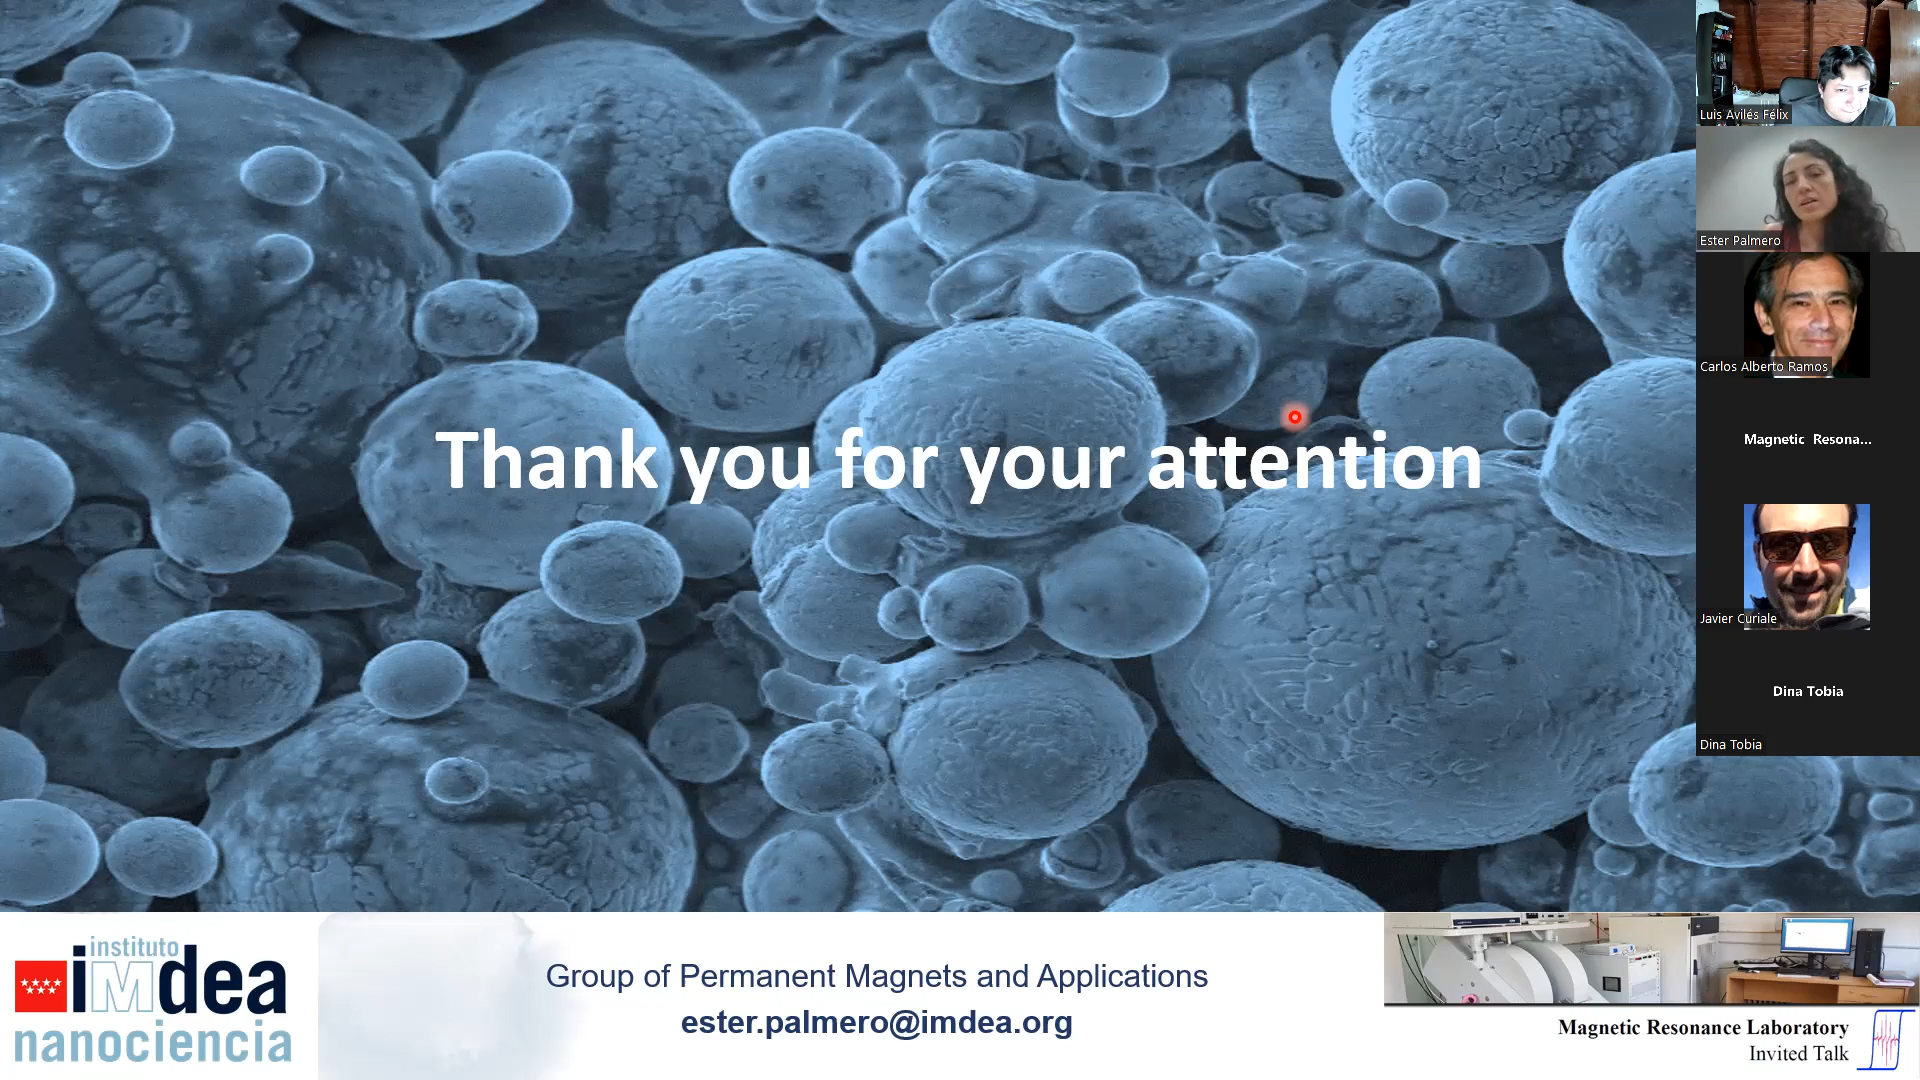 Luis Avilés Félix
Ester Palmero
Carlos Alberto Ramos
Magnetic Resona...
Javier Curiale
Dina Tobia
Dina Tobia
Thank you for your attention
instituto
imdea
nanociencia
Group of Permanent Magnets and Applications
ester.palmero@imdea.org
Magnetic Resonance Laboratory
Invited Talk